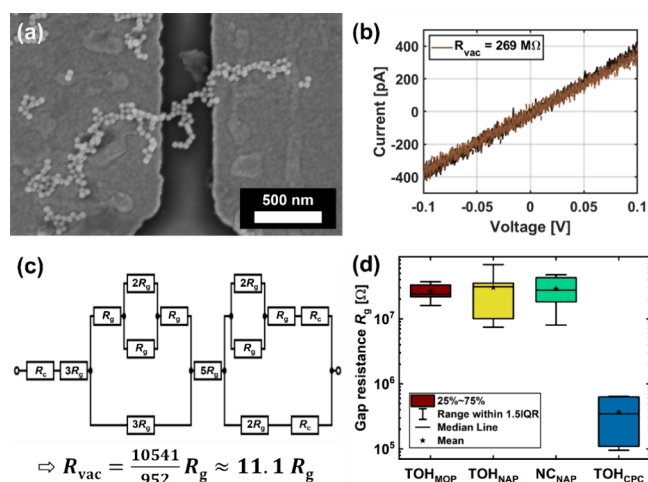 (a)
500 nm
(b)
R_vac = 269 MΩ
400
200
0
-200
-400
Current [pA]
-0.1 -0.05 0 0.05 0.1
Voltage [V]
(c)
2R_g
2R_g
R_g R_g
R_g R_c
R_g
R_g
R_c 3R_g
5R_g
3R_g
2R_g R_c
⇨ R_vac = 10541/952 R_g ≈ 11.1 R_g
(d)
Gap resistance R_g [Ω]
10^7
10^6
10^5
25%~75%
Range within 1.5IQR
Median Line
Mean
TOH_MOP TOH_NAP NC_NAP TOH_CPC